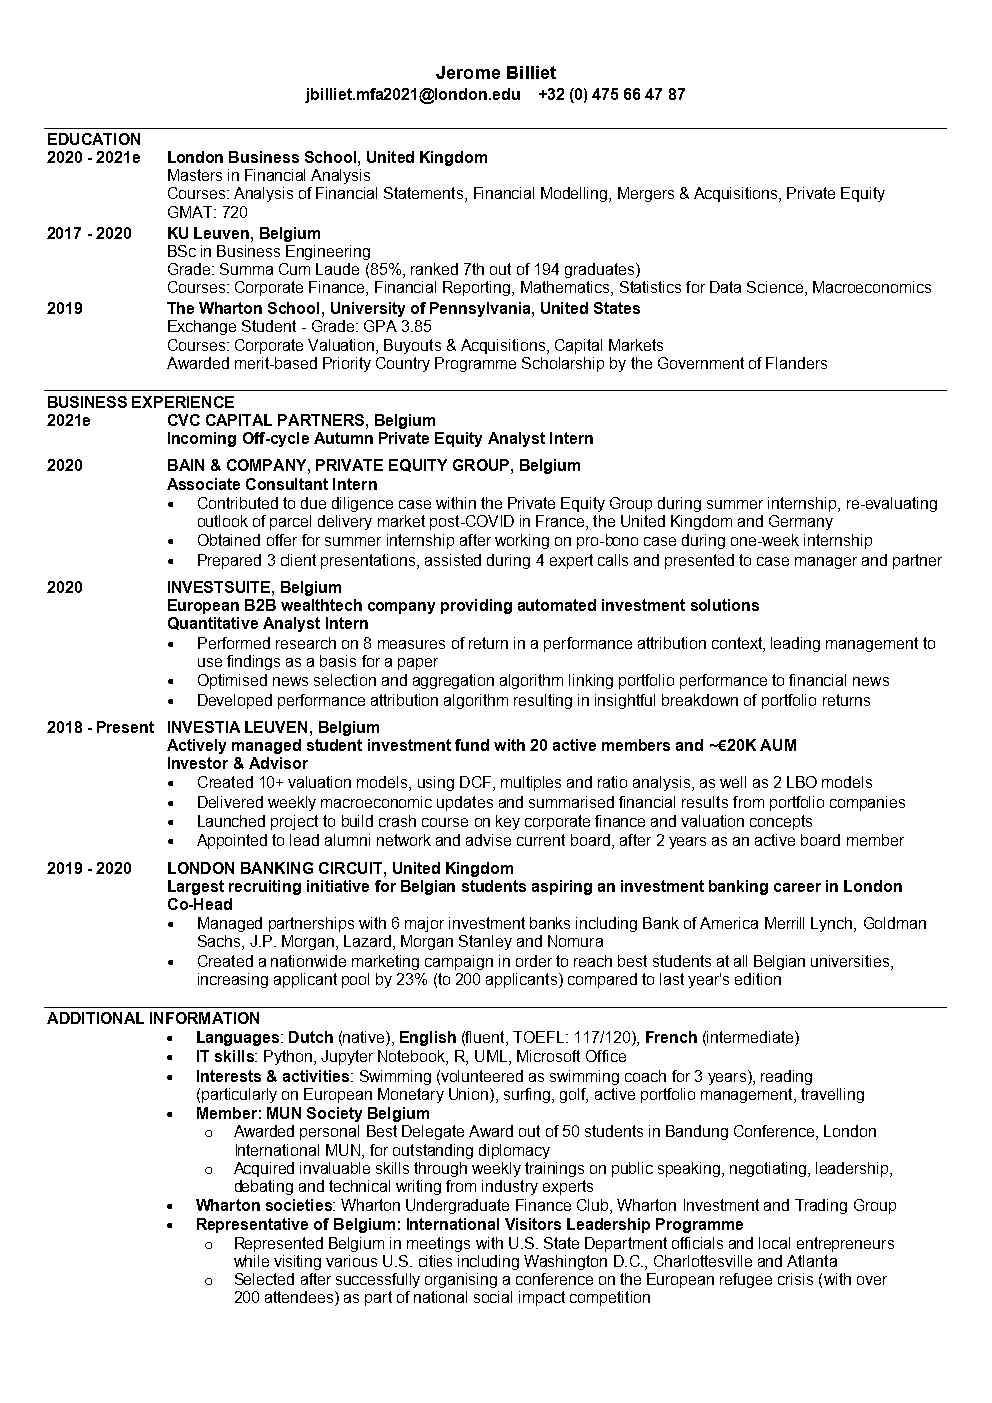 Jerome Billiet
jbilliet.mfa2021@london.edu +32 (0) 475 66 47 87
EDUCATION
2020 - 2021e London Business School, United Kingdom
Masters in Financial Analysis
Courses: Analysis of Financial Statements, Financial Modelling, Mergers & Acquisitions, Private Equity
GMAT: 720
2017 - 2020 KU Leuven, Belgium
BSc in Business Engineering
Grade: Summa Cum Laude (85%, ranked 7th out of 194 graduates)
Courses: Corporate Finance, Financial Reporting, Mathematics, Statistics for Data Science, Macroeconomics
2019 The Wharton School, University of Pennsylvania, United States
Exchange Student - Grade: GPA 3.85
Courses: Corporate Valuation, Buyouts & Acquisitions, Capital Markets
Awarded merit-based Priority Country Programme Scholarship by the Government of Flanders
BUSINESS EXPERIENCE
2021e CVC CAPITAL PARTNERS, Belgium
Incoming Off-cycle Autumn Private Equity Analyst Intern
2020 BAIN & COMPANY, PRIVATE EQUITY GROUP, Belgium
Associate Consultant Intern
• Contributed to due diligence case within the Private Equity Group during summer internship, re-evaluating
outlook of parcel delivery market post-COVID in France, the United Kingdom and Germany
• Obtained offer for summer internship after working on pro-bono case during one-week internship
• Prepared 3 client presentations, assisted during 4 expert calls and presented to case manager and partner
2020 INVESTSUITE, Belgium
European B2B wealthtech company providing automated investment solutions
Quantitative Analyst Intern
• Performed research on 8 measures of return in a performance attribution context, leading management to
use findings as a basis for a paper
• Optimised news selection and aggregation algorithm linking portfolio performance to financial news
• Developed performance attribution algorithm resulting in insightful breakdown of portfolio returns
2018 - Present INVESTIA LEUVEN, Belgium
Actively managed student investment fund with 20 active members and ~€20K AUM
Investor & Advisor
• Created 10+ valuation models, using DCF, multiples and ratio analysis, as well as 2 LBO models
• Delivered weekly macroeconomic updates and summarised financial results from portfolio companies
• Launched project to build crash course on key corporate finance and valuation concepts
• Appointed to lead alumni network and advise current board, after 2 years as an active board member
2019 - 2020 LONDON BANKING CIRCUIT, United Kingdom
Largest recruiting initiative for Belgian students aspiring an investment banking career in London
Co-Head
• Managed partnerships with 6 major investment banks including Bank of America Merrill Lynch, Goldman
Sachs, J.P. Morgan, Lazard, Morgan Stanley and Nomura
• Created a nationwide marketing campaign in order to reach best students at all Belgian universities,
increasing applicant pool by 23% (to 200 applicants) compared to last year's edition
ADDITIONAL INFORMATION
• Languages: Dutch (native), English (fluent, TOEFL: 117/120), French (intermediate)
• IT skills: Python, Jupyter Notebook, R, UML, Microsoft Office
• Interests & activities: Swimming (volunteered as swimming coach for 3 years), reading
(particularly on European Monetary Union), surfing, golf, active portfolio management, travelling
• Member: MUN Society Belgium
o Awarded personal Best Delegate Award out of 50 students in Bandung Conference, London
International MUN, for outstanding diplomacy
o Acquired invaluable skills through weekly trainings on public speaking, negotiating, leadership,
debating and technical writing from industry experts
• Wharton societies: Wharton Undergraduate Finance Club, Wharton Investment and Trading Group
• Representative of Belgium: International Visitors Leadership Programme
o Represented Belgium in meetings with U.S. State Department officials and local entrepreneurs
while visiting various U.S. cities including Washington D.C., Charlottesville and Atlanta
o Selected after successfully organising a conference on the European refugee crisis (with over
200 attendees) as part of national social impact competition